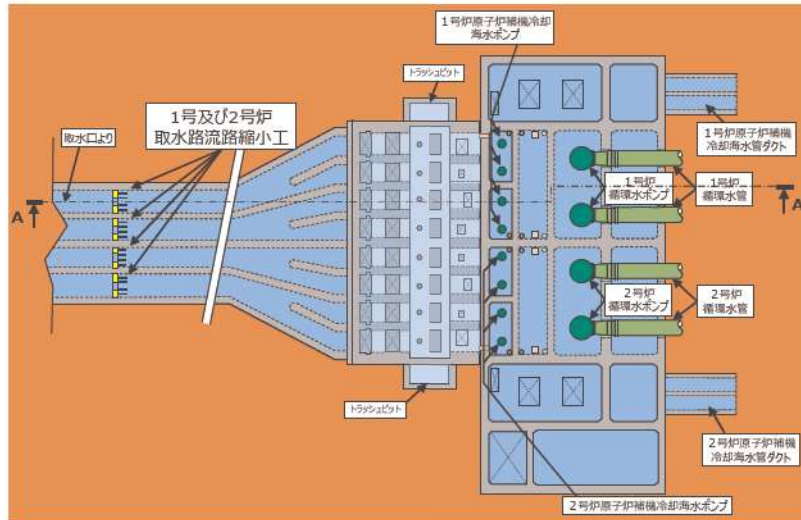 1号炉原子炉補機冷却
海水ポンプ
トラッシュピット
1号及び2号炉
取水路流路縮小工
取水口より
1号炉原子炉補機
冷却海水管ダクト
A
A
1号炉
循環水ポンプ
1号炉
循環水管
2号炉
循環水ポンプ
2号炉
循環水管
トラッシュピット
2号炉原子炉補機
冷却海水管ダクト
2号炉原子炉補機冷却海水ポンプ